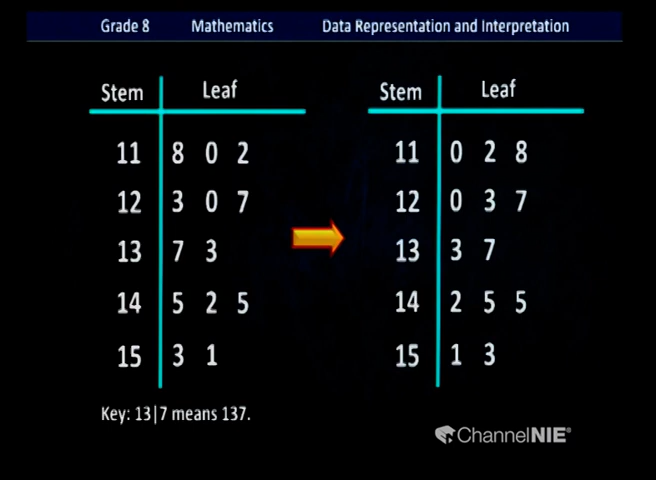 Grade 8 Mathematics Data Representation and Interpretation
Stem Leaf Stem Leaf
11 8 0 2 11 0 2 8
12 3 0 7 12 0 3 7
13 7 3 13 3 7
14 5 2 5 14 2 5 5
15 3 1 15 1 3
Key: 13|7 means 137.
ChannelNIE®